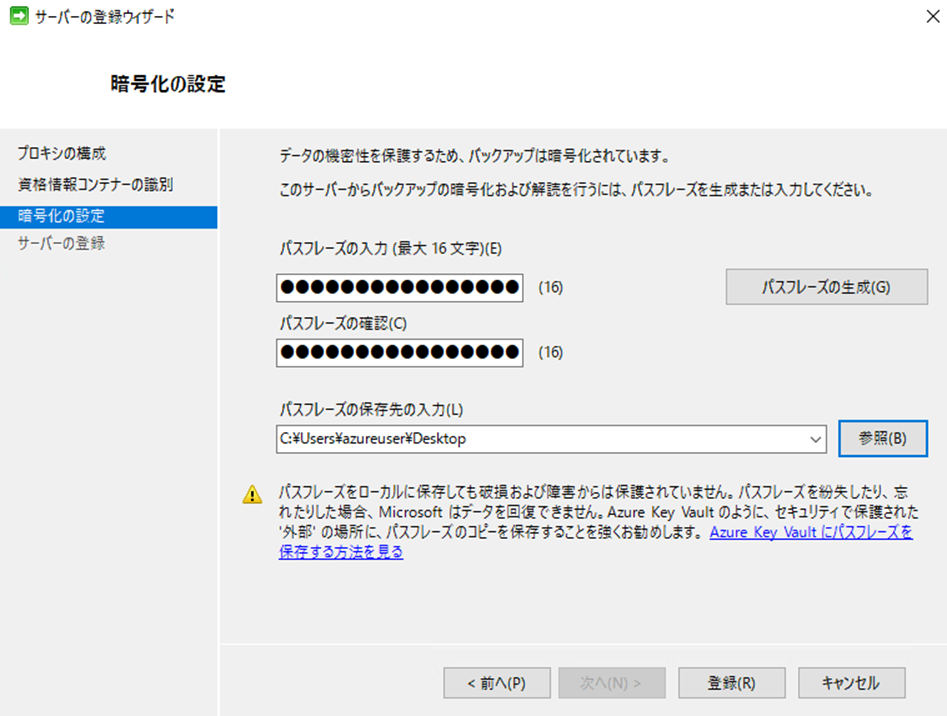 サーバーの登録ウィザード
暗号化の設定
プロキシの構成
資格情報コンテナーの識別
暗号化の設定
サーバーの登録
データの機密性を保護するため、バックアップは暗号化されています。
このサーバーからバックアップの暗号化および解読を行うには、パスフレーズを生成または入力してください。
パスフレーズの入力 (最大 16 文字)(E)
●●●●●●●●●●●●●●●● (16) パスフレーズの生成(G)
パスフレーズの確認(C)
●●●●●●●●●●●●●●●● (16)
パスフレーズの保存先の入力(L)
C:¥Users¥azureuser¥Desktop 参照(B)
パスフレーズをローカルに保存しても破損および障害からは保護されていません。パスフレーズを紛失したり、忘
れたりした場合、Microsoft はデータを回復できません。Azure Key Vault のように、セキュリティで保護された
'外部' の場所に、パスフレーズのコピーを保存することを強くお勧めします。 Azure Key Vault にパスフレーズを
保存する方法を見る
< 前へ(P) 次へ(N) > 登録(R) キャンセル